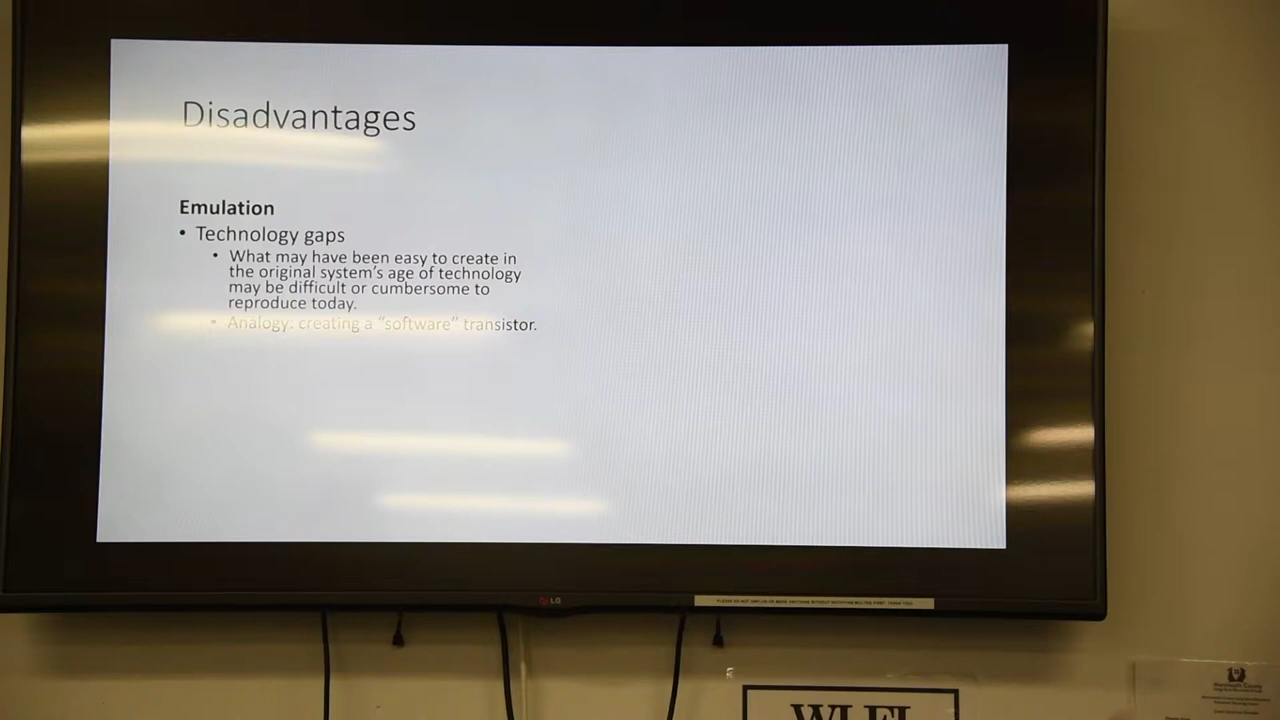 Disadvantages
Emulation
• Technology gaps
• What may have been easy to create in
the original system's age of technology
may be difficult or cumbersome to
reproduce today.
• Analogy: creating a "software" transistor.
LG